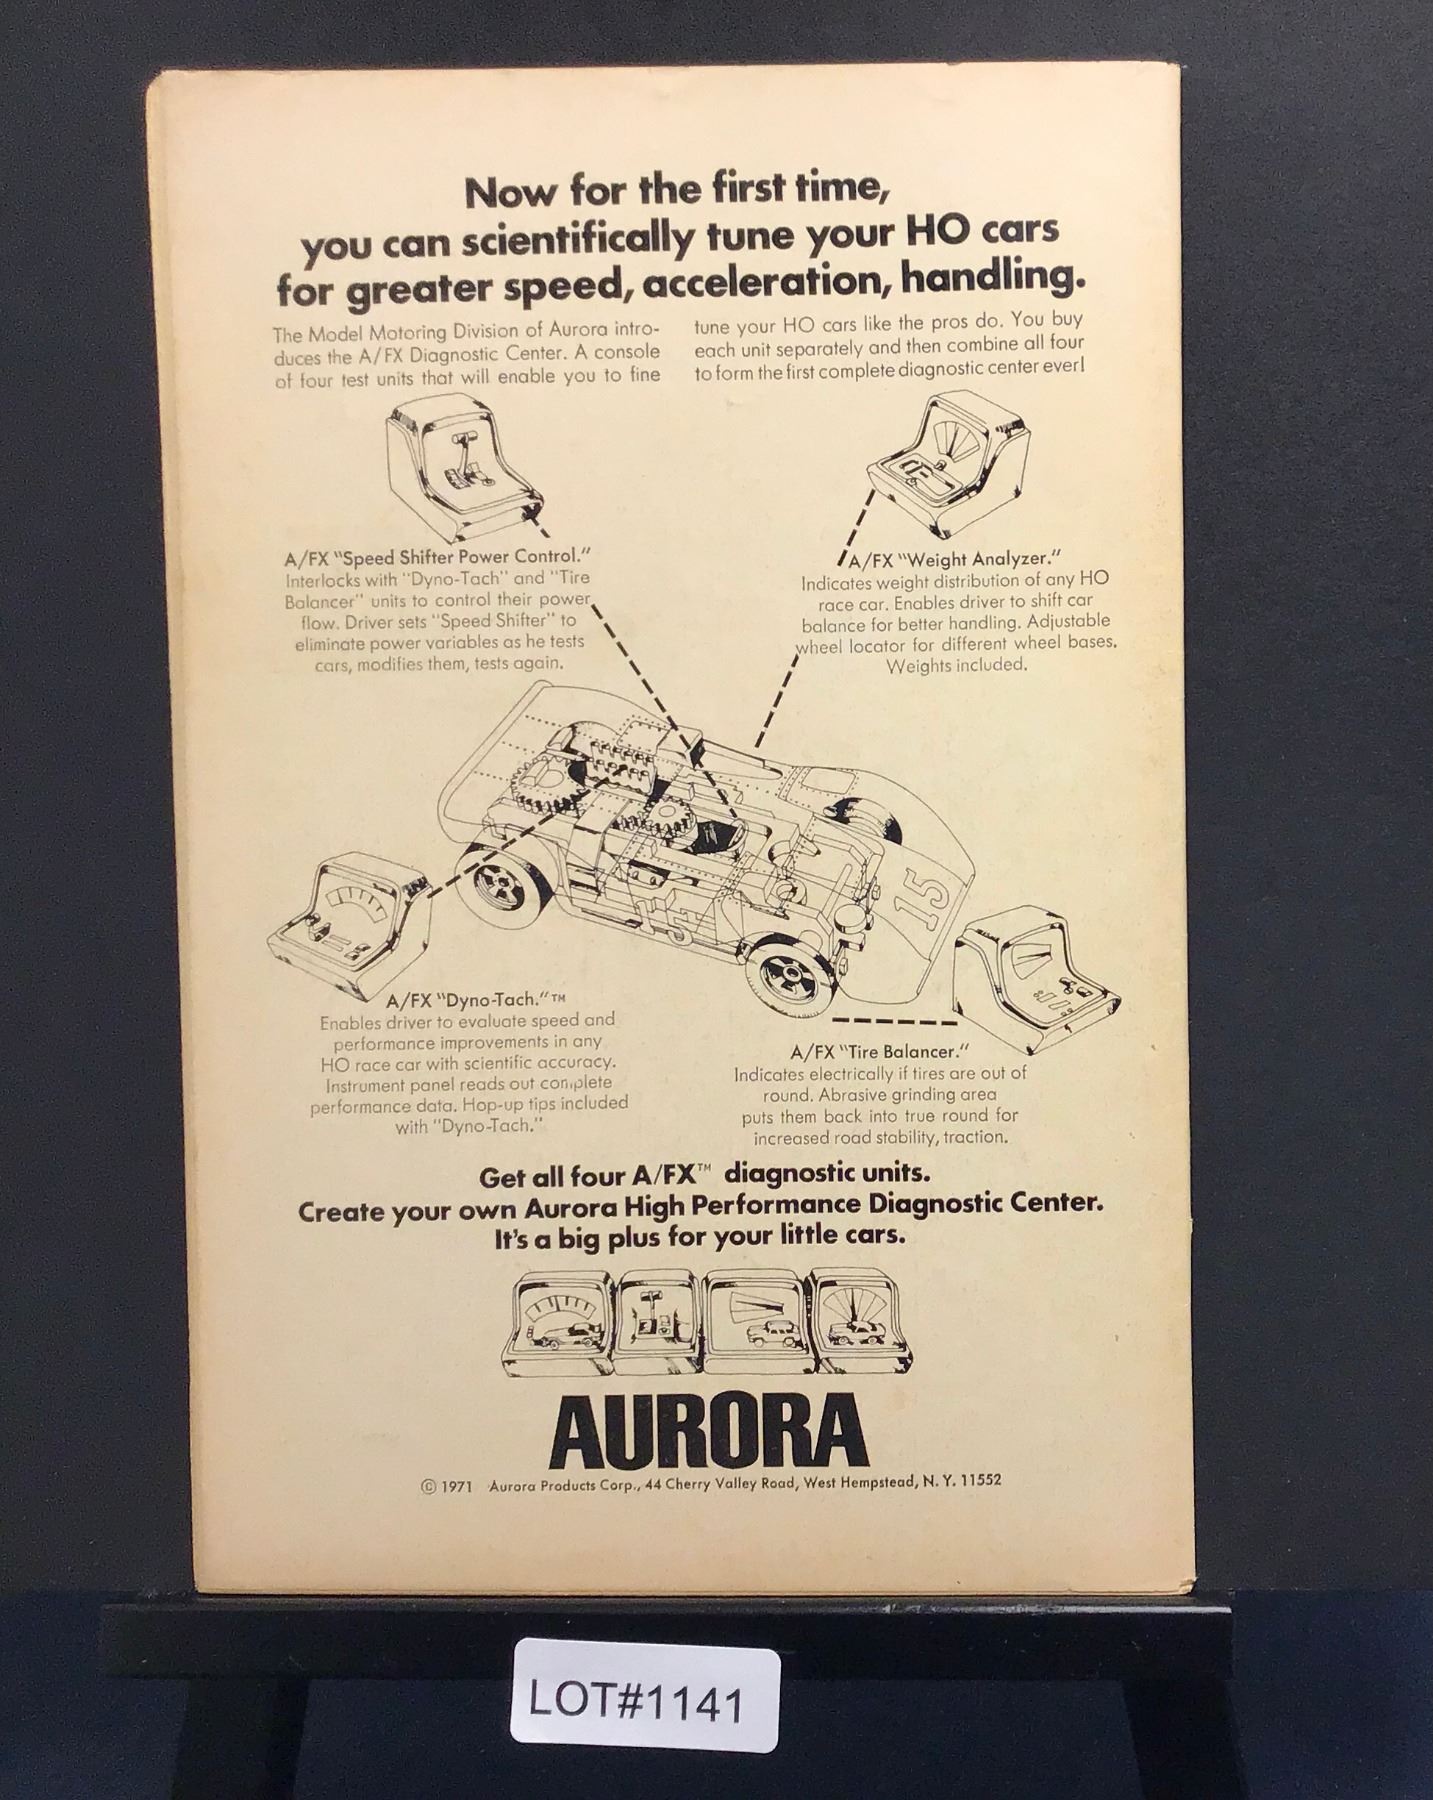 Now for the first time,
you can scientifically tune your HO cars
for greater speed, acceleration, handling.
The Model Motoring Division of Aurora intro-
duces the A/FX Diagnostic Center. A console
of four test units that will enable you to fine
tune your HO cars like the pros do. You buy
each unit separately and then combine all four
to form the first complete diagnostic center ever!
A/FX "Speed Shifter Power Control."
Interlocks with "Dyno-Tach" and "Tire
Balancer" units to control their power
flow. Driver sets "Speed Shifter" to
eliminate power variables as he tests
cars, modifies them, tests again.
A/FX "Weight Analyzer."
Indicates weight distribution of any HO
race car. Enables driver to shift car
balance for better handling. Adjustable
wheel locator for different wheel bases.
Weights included.
15
15
A/FX "Dyno-Tach."™
Enables driver to evaluate speed and
performance improvements in any
HO race car with scientific accuracy.
Instrument panel reads out complete
performance data. Hop-up tips included
with "Dyno-Tach."
A/FX "Tire Balancer."
Indicates electrically if tires are out of
round. Abrasive grinding area
puts them back into true round for
increased road stability, traction.
Get all four A/FX™ diagnostic units.
Create your own Aurora High Performance Diagnostic Center.
It's a big plus for your little cars.
AURORA
© 1971 Aurora Products Corp., 44 Cherry Valley Road, West Hempstead, N. Y. 11552
LOT#1141